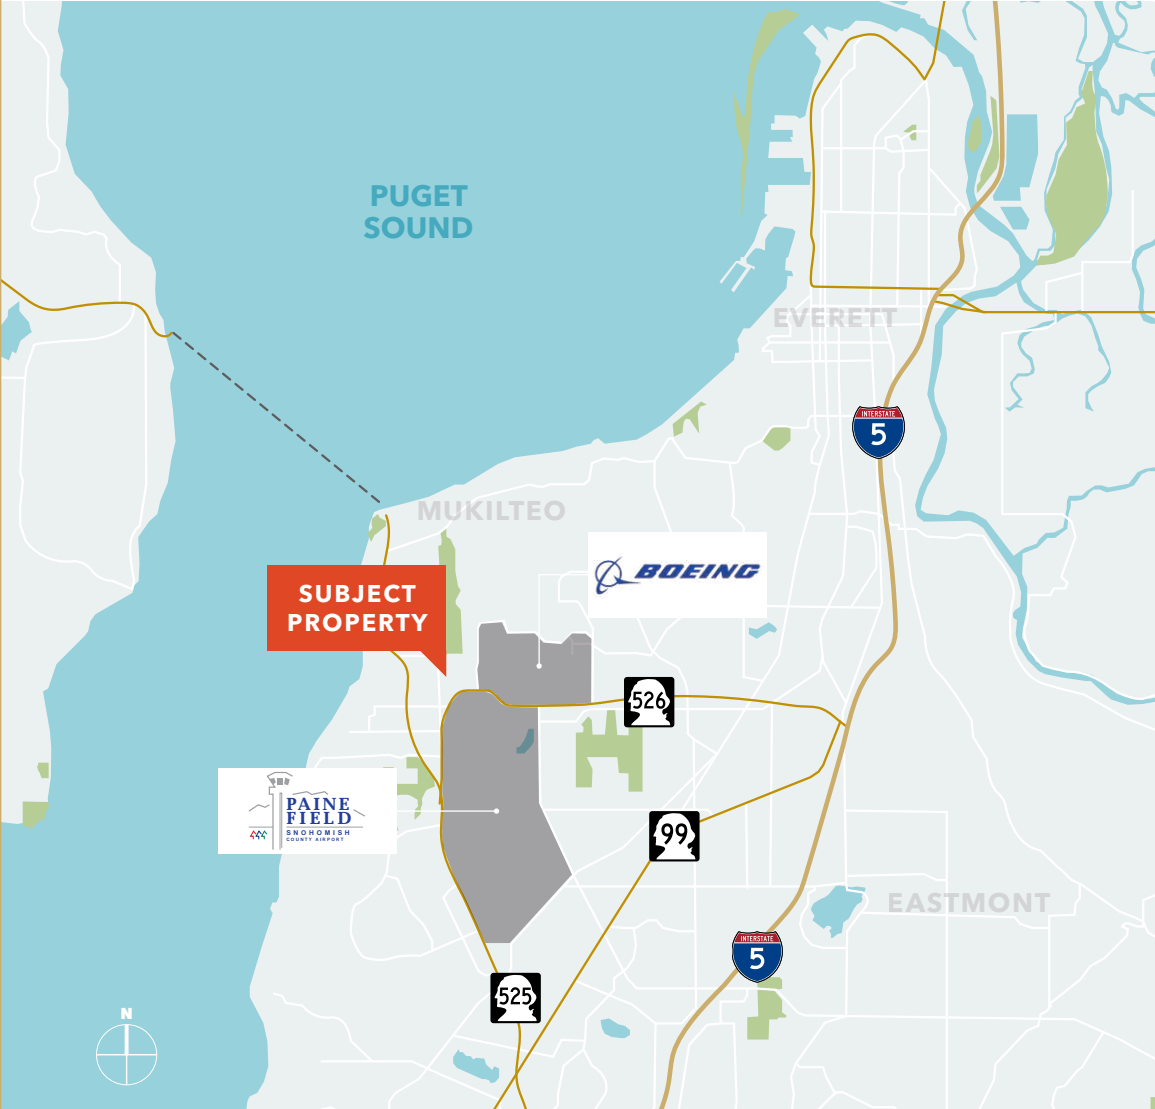 PUGET
SOUND
EVERETT
INTERSTATE
5
MUKILTEO
BOEING
SUBJECT
PROPERTY
526
PAINE
FIELD
SNOHOMISH
COUNTY AIRPORT
99
EASTMONT
INTERSTATE
5
525
N